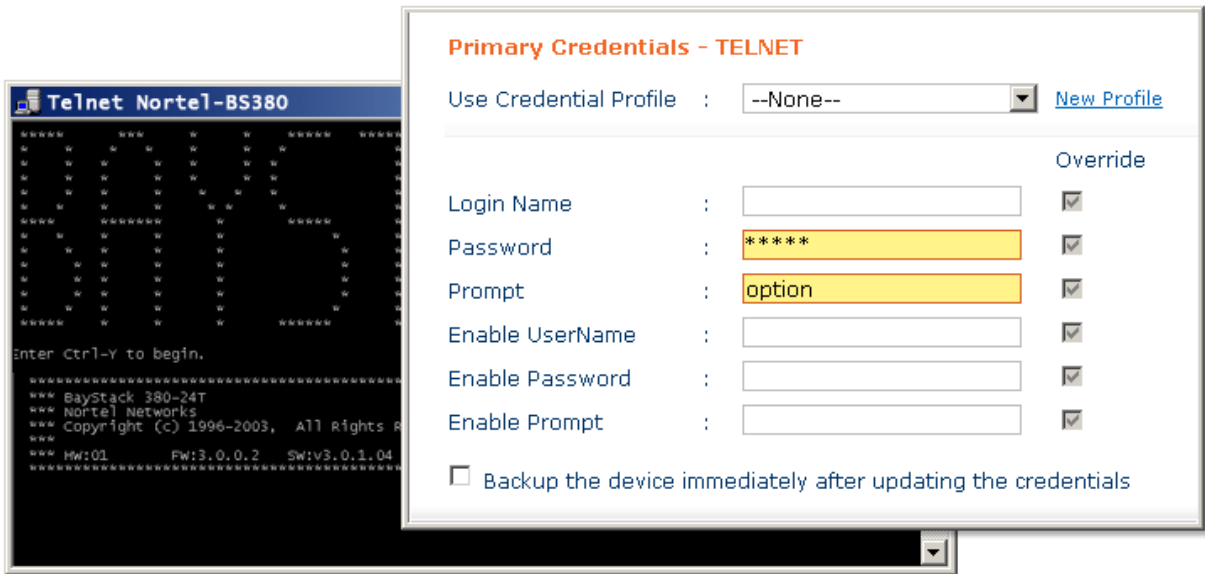 Telnet Nortel-BS380
Enter Ctrl-Y to begin.
*** BayStack 380-24T
*** Nortel Networks
*** Copyright (c) 1996-2003, All Rights R
***
*** HW:01 FW:3.0.0.2 SW:v3.0.1.04
Primary Credentials - TELNET
Use Credential Profile : --None-- New Profile
Override
Login Name :
Password : *****
Prompt : option
Enable UserName :
Enable Password :
Enable Prompt :
Backup the device immediately after updating the credentials